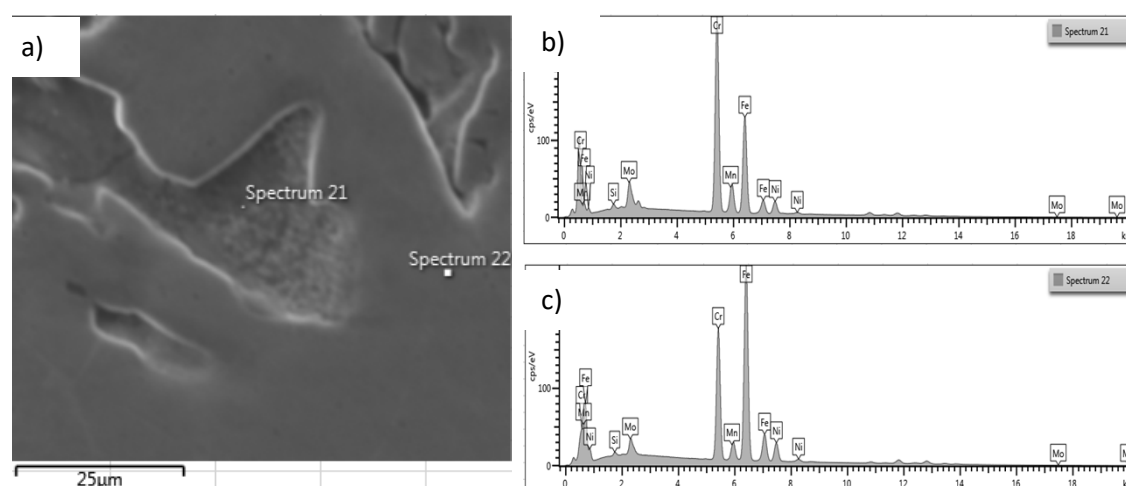 a)
Spectrum 21
Spectrum 22
25µm
b)
Spectrum 21
cps/eV
100
0
Cr
Fe
Ni
Mn
Si
Mo
Cr
Mn
Fe
Fe
Ni
Ni
Mo
Mo
0 2 4 6 8 10 12 14 16 18 k
c)
Spectrum 22
cps/eV
100
0
Fe
Mn
Ni
Si
Mo
Cr
Mn
Fe
Fe
Ni
Ni
Mo
0 2 4 6 8 10 12 14 16 18